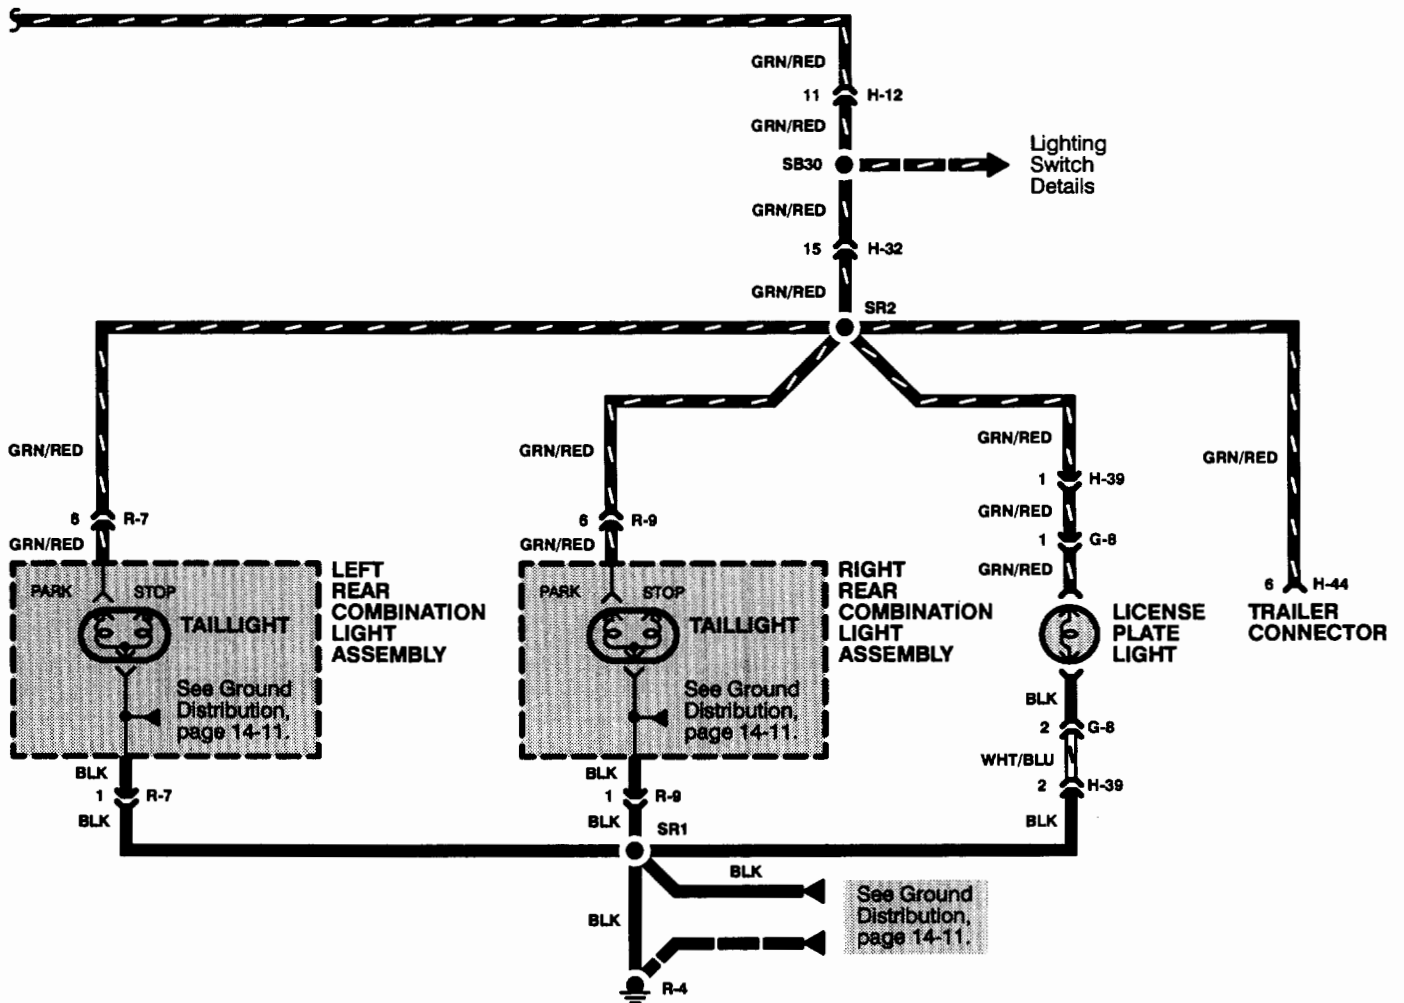 GRN/RED
11 H-12
GRN/RED
SB30
Lighting
Switch
Details
GRN/RED
15 H-32
GRN/RED
SR2
GRN/RED
GRN/RED
GRN/RED
GRN/RED
1 H-39
GRN/RED
6 R-7
6 R-9
1 G-8
GRN/RED
GRN/RED
GRN/RED
PARK STOP
TAILLIGHT
LEFT
REAR
COMBINATION
LIGHT
ASSEMBLY
See Ground
Distribution,
page 14-11.
PARK STOP
TAILLIGHT
RIGHT
REAR
COMBINATION
LIGHT
ASSEMBLY
See Ground
Distribution,
page 14-11.
LICENSE
PLATE
LIGHT
6 H-44
TRAILER
CONNECTOR
BLK
2 G-8
WHT/BLU
2 H-39
BLK
BLK
1 R-7
BLK
BLK
1 R-9
BLK
SR1
BLK
BLK
See Ground
Distribution,
page 14-11.
R-4